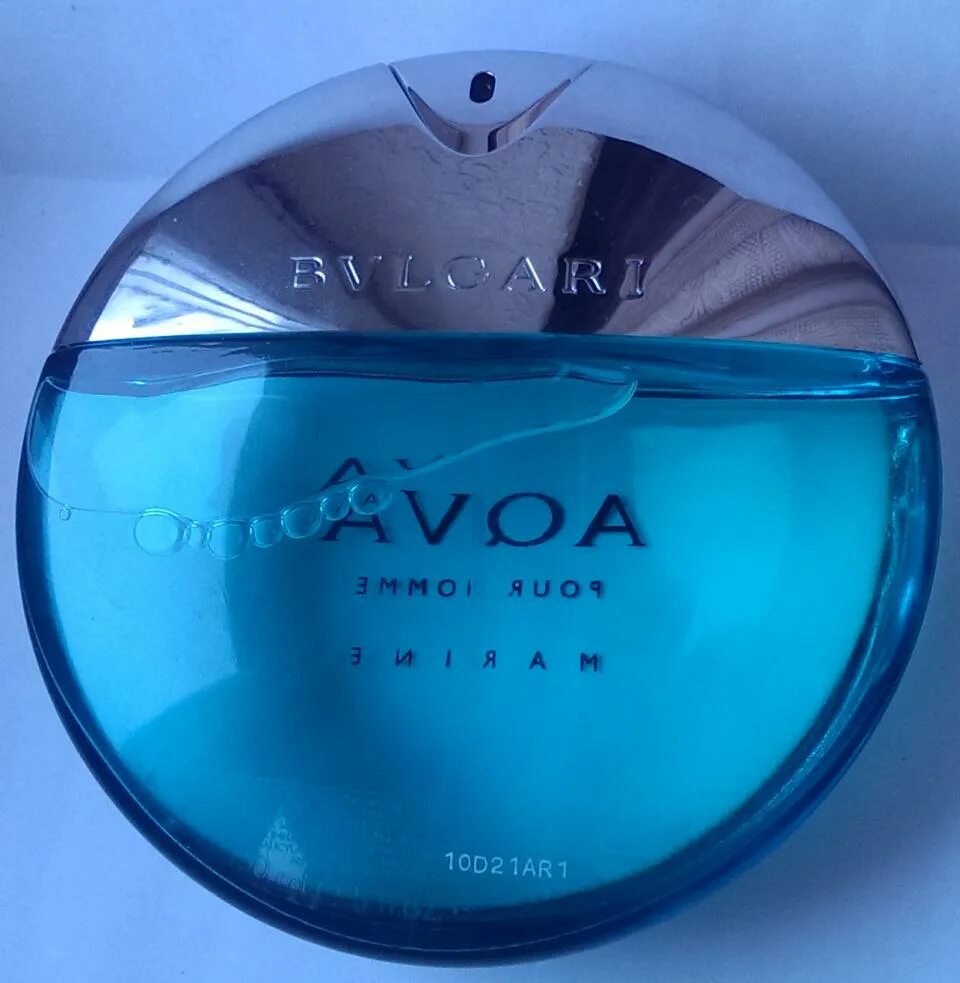 BVLGARI
AQVA
POUR HOMME
MARINE
10D21AR1